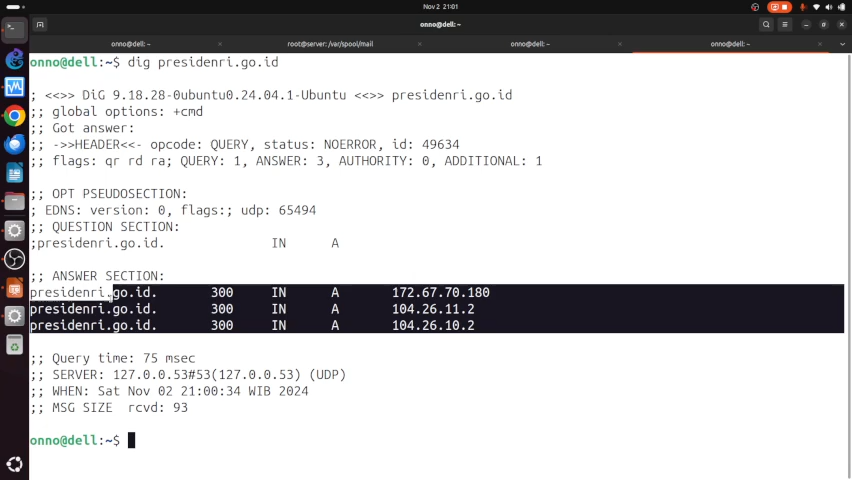 Nov 2 21:01
onno@dell: ~
onno@dell: ~
root@server: /var/spool/mail
onno@dell: ~
onno@dell: ~
onno@dell:~$ dig presidenri.go.id
; <<>> DiG 9.18.28-0ubuntu0.24.04.1-Ubuntu <<>> presidenri.go.id
;; global options: +cmd
;; Got answer:
;; ->>HEADER<<- opcode: QUERY, status: NOERROR, id: 49634
;; flags: qr rd ra; QUERY: 1, ANSWER: 3, AUTHORITY: 0, ADDITIONAL: 1
;; OPT PSEUDOSECTION:
; EDNS: version: 0, flags:; udp: 65494
;; QUESTION SECTION:
;presidenri.go.id. IN A
;; ANSWER SECTION:
presidenri.go.id. 300 IN A 172.67.70.180
presidenri.go.id. 300 IN A 104.26.11.2
presidenri.go.id. 300 IN A 104.26.10.2
;; Query time: 75 msec
;; SERVER: 127.0.0.53#53(127.0.0.53) (UDP)
;; WHEN: Sat Nov 02 21:00:34 WIB 2024
;; MSG SIZE rcvd: 93
onno@dell:~$